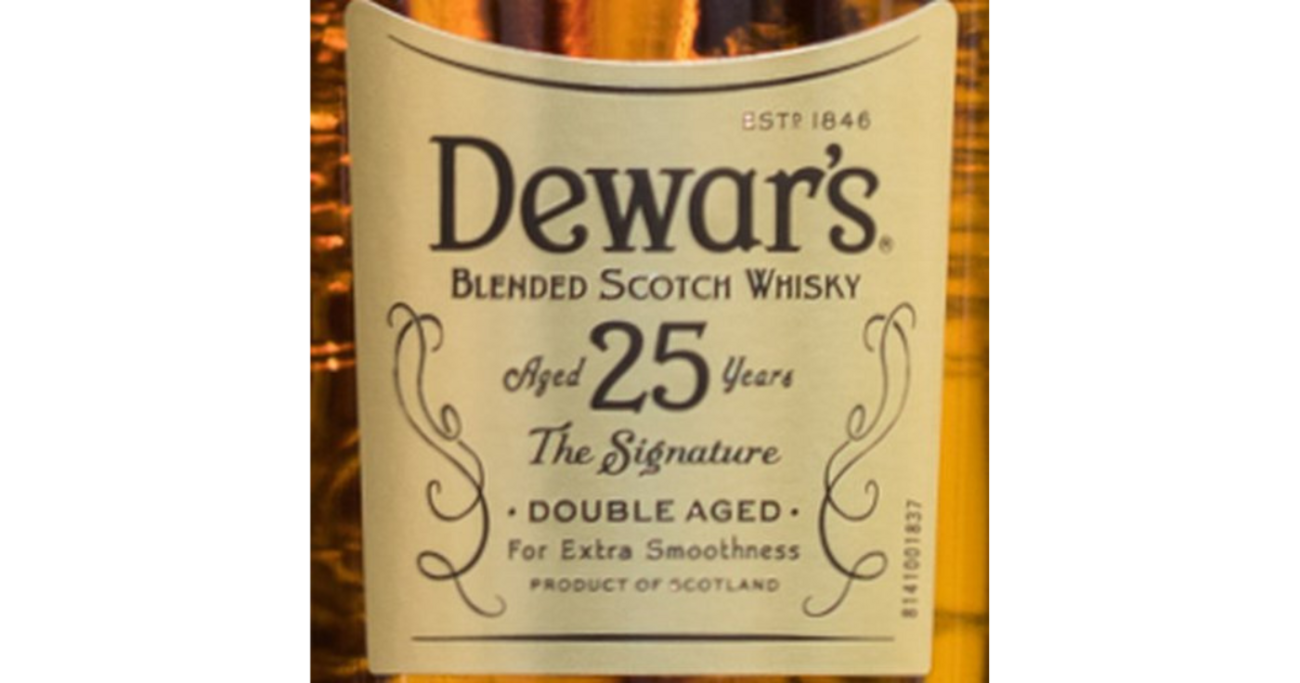 ESTD 1846
Dewar's®
BLENDED SCOTCH WHISKY
Aged 25 Years
The Signature
· DOUBLE AGED ·
For Extra Smoothness
PRODUCT OF SCOTLAND
8141001837